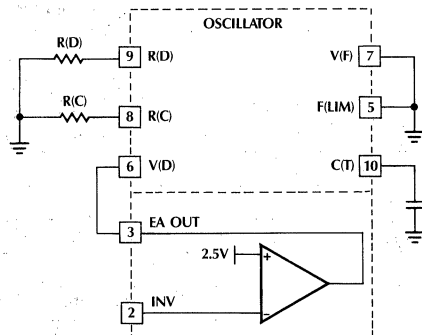 OSCILLATOR
R(D)
9 R(D)
V(F) 7
R(C)
8 R(C)
F(LIM) 5
6 V(D)
C(T) 10
3 EA OUT
2.5V
+
2 INV
−